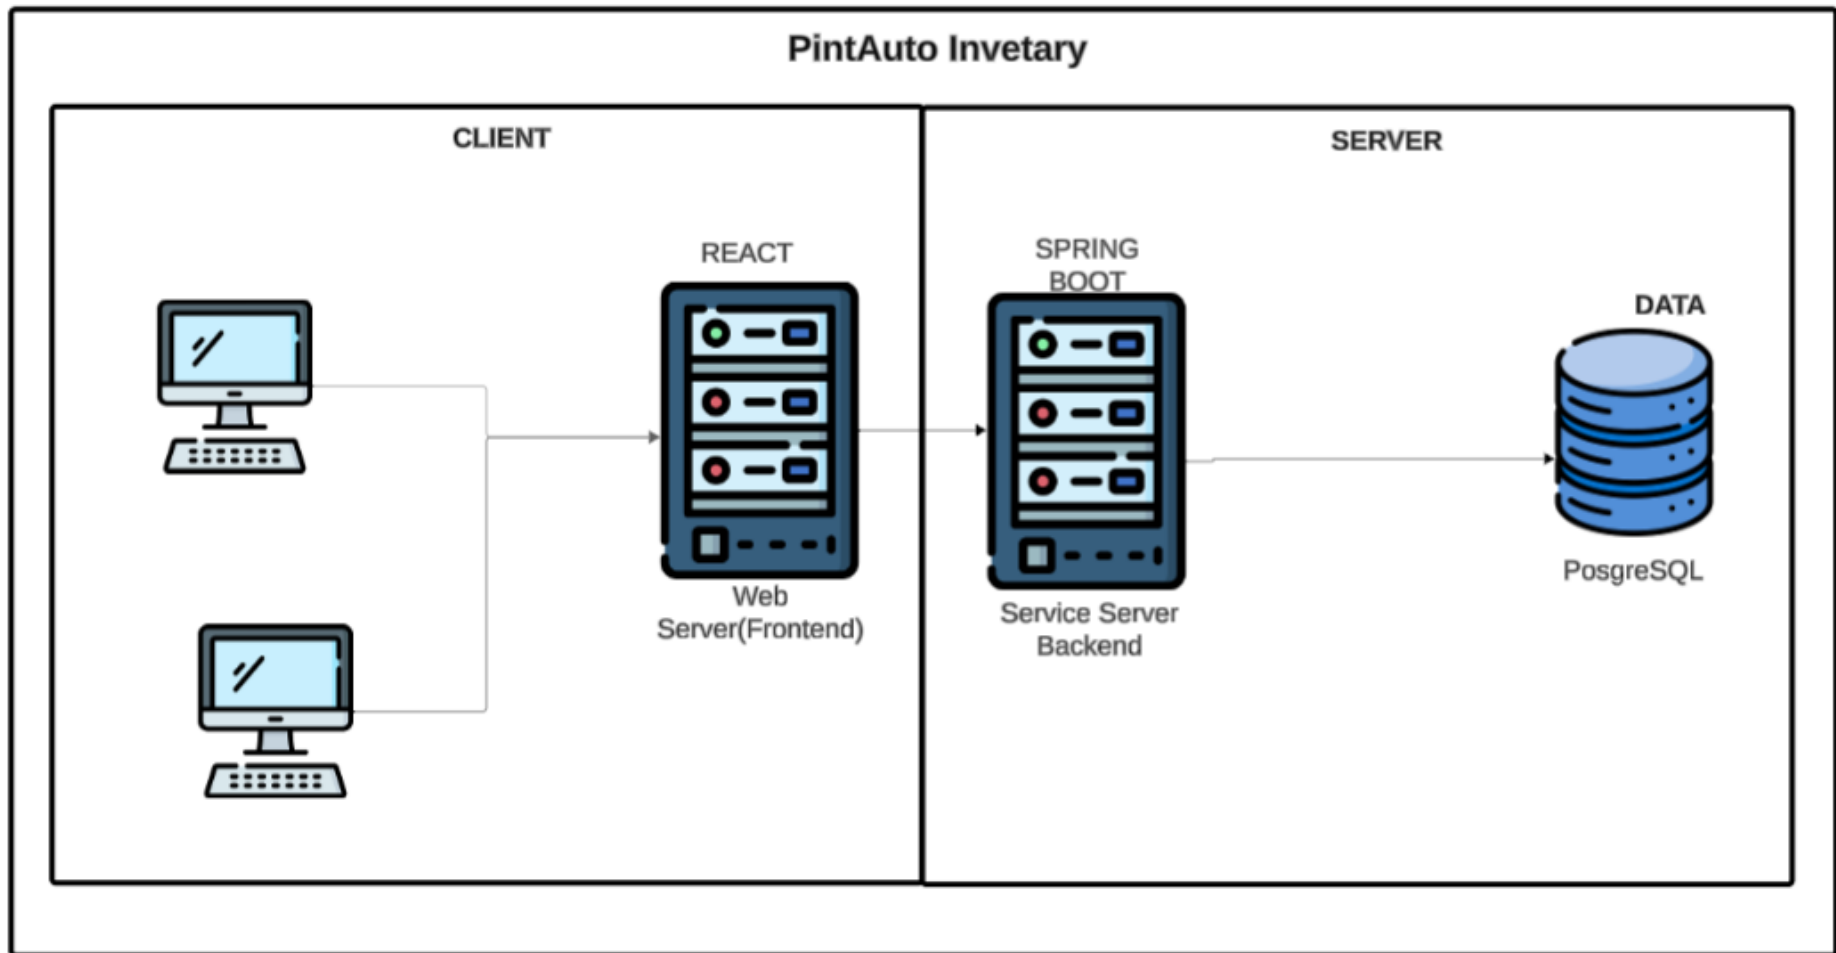 PintAuto Invetary
CLIENT
SERVER
REACT
SPRING
BOOT
DATA
Web
Server(Frontend)
Service Server
Backend
PosgreSQL